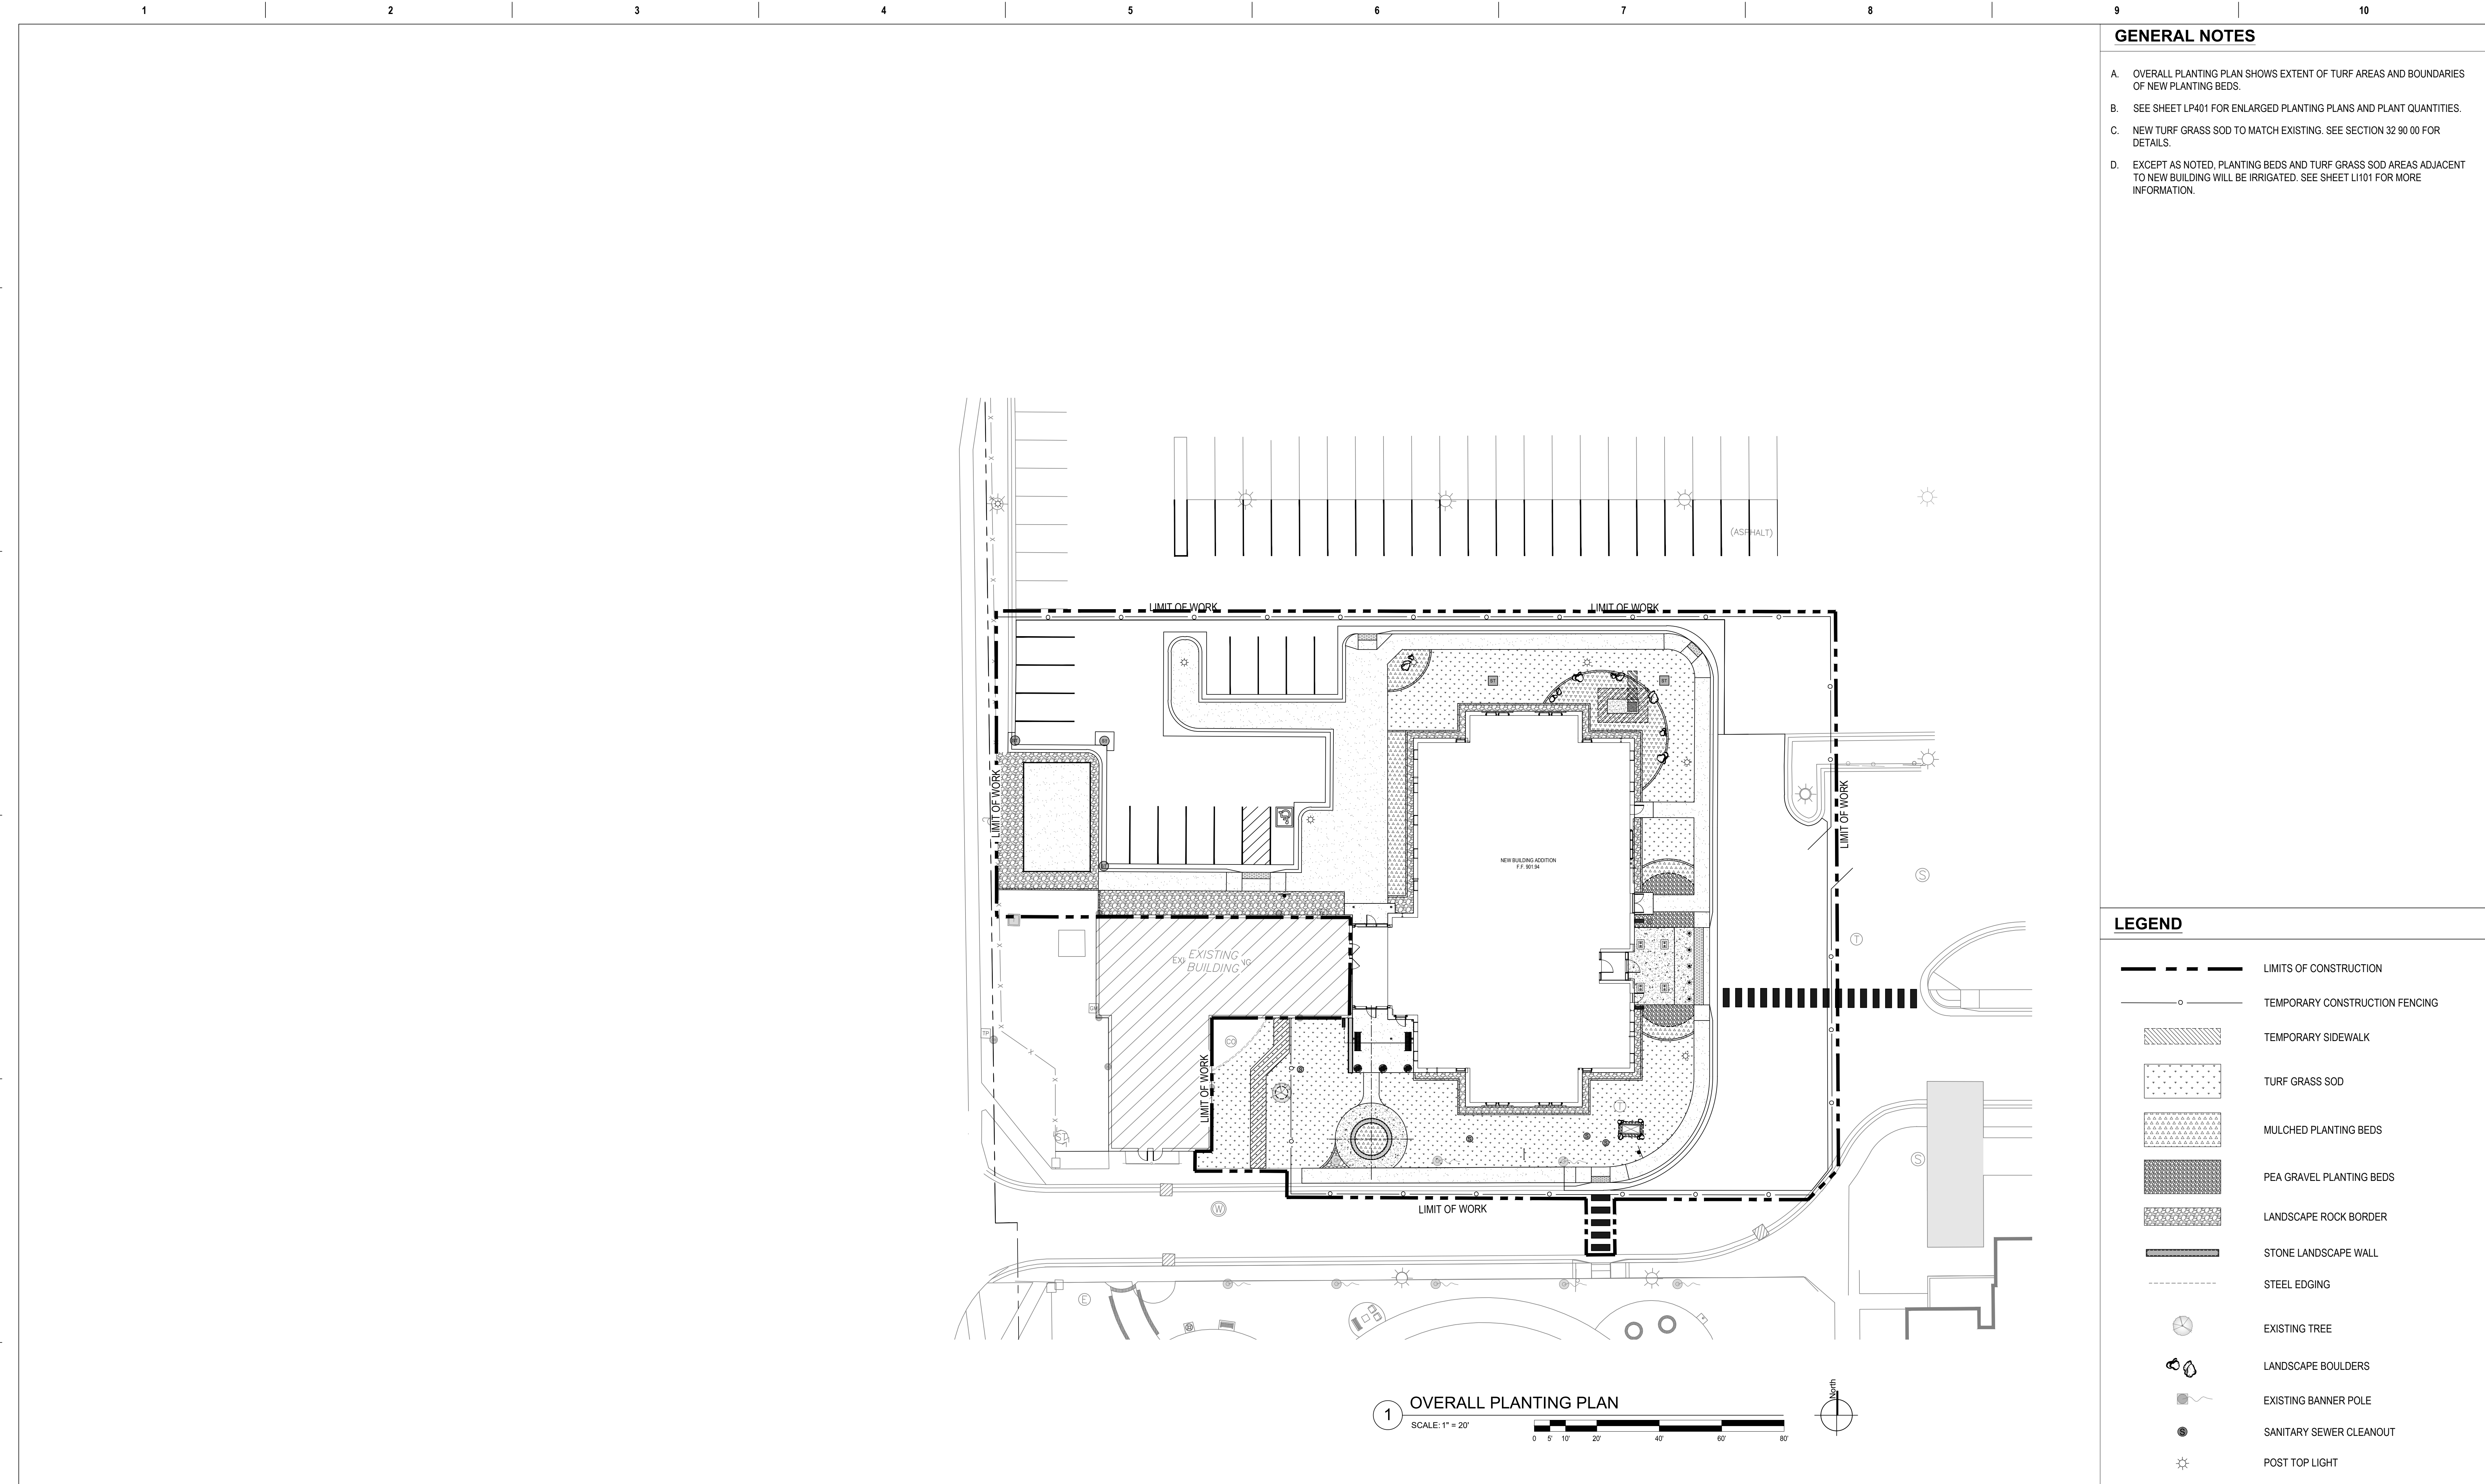 1 2 3 4 5 6 7 8 9 10
GENERAL NOTES
A. OVERALL PLANTING PLAN SHOWS EXTENT OF TURF AREAS AND BOUNDARIES
OF NEW PLANTING BEDS.
B. SEE SHEET LP401 FOR ENLARGED PLANTING PLANS AND PLANT QUANTITIES.
C. NEW TURF GRASS SOD TO MATCH EXISTING. SEE SECTION 32 90 00 FOR
DETAILS.
D. EXCEPT AS NOTED, PLANTING BEDS AND TURF GRASS SOD AREAS ADJACENT
TO NEW BUILDING WILL BE IRRIGATED. SEE SHEET LI101 FOR MORE
INFORMATION.
(ASPHALT)
LIMIT OF WORK
LIMIT OF WORK
ST
ST
LIMIT OF WORK
LIMIT OF WORK
NEW BUILDING ADDITION
F.F. 901.94
S
T
EXISTING
BUILDING
GM
TP
CO
LIMIT OF WORK
T
ST
S
W
LIMIT OF WORK
E
LEGEND
LIMITS OF CONSTRUCTION
TEMPORARY CONSTRUCTION FENCING
TEMPORARY SIDEWALK
TURF GRASS SOD
MULCHED PLANTING BEDS
PEA GRAVEL PLANTING BEDS
LANDSCAPE ROCK BORDER
STONE LANDSCAPE WALL
STEEL EDGING
EXISTING TREE
LANDSCAPE BOULDERS
EXISTING BANNER POLE
S SANITARY SEWER CLEANOUT
POST TOP LIGHT
1 OVERALL PLANTING PLAN
SCALE: 1" = 20'
0 5' 10' 20' 40' 60' 80'
North